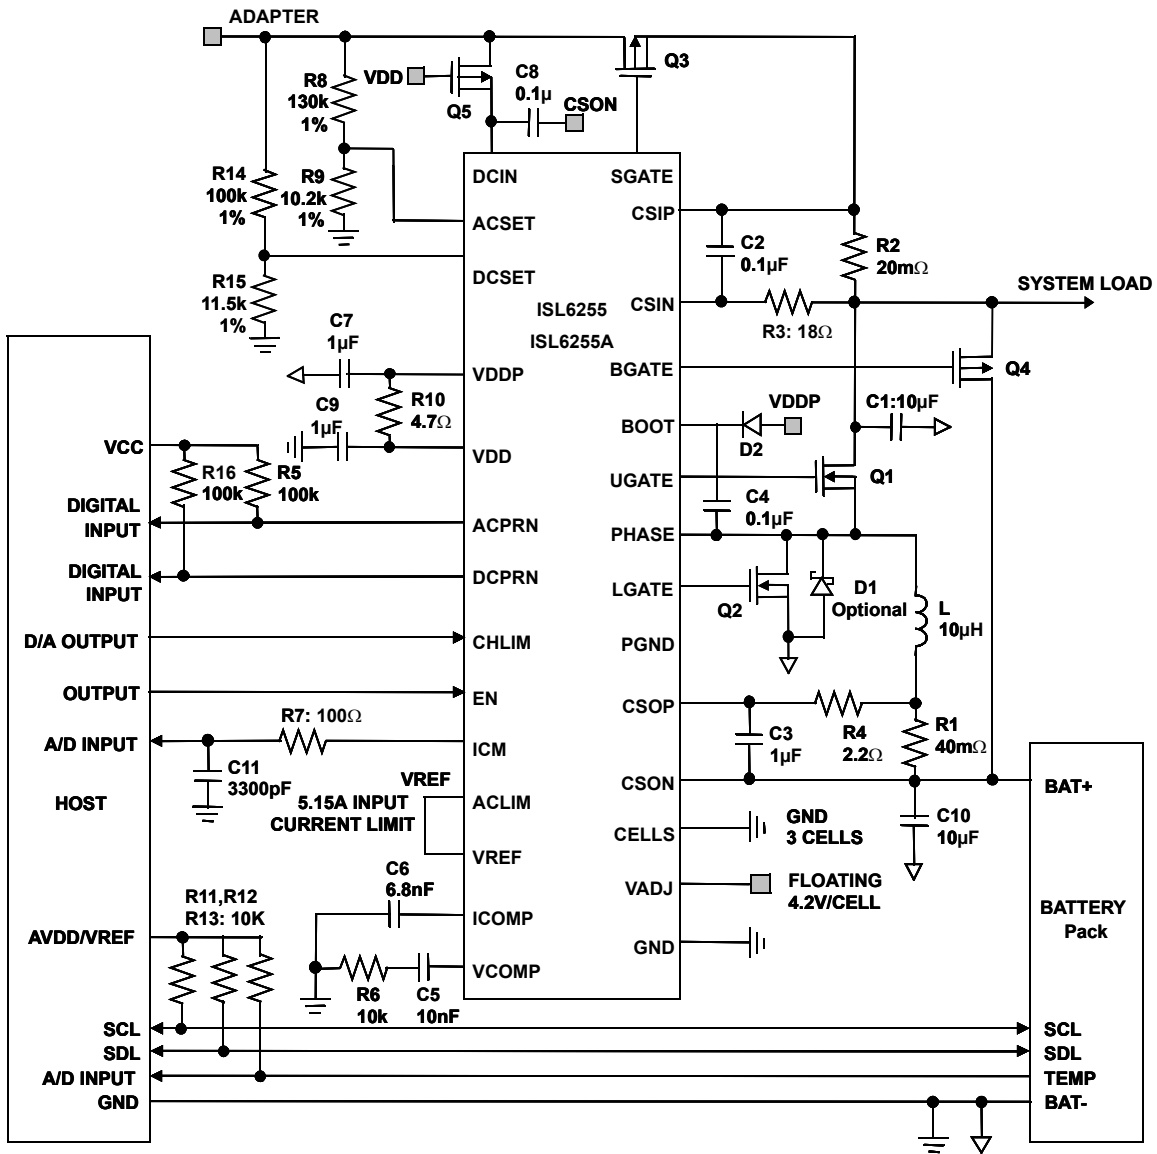 ADAPTER
R8
130k
1%
VDD
Q5
C8
0.1µ
CSON
Q3
R14
100k
1%
R9
10.2k
1%
DCIN
ACSET
DCSET
SGATE
CSIP
C2
0.1µF
R2
20mΩ
R15
11.5k
1%
ISL6255
ISL6255A
CSIN
R3: 18Ω
SYSTEM LOAD
C7
1µF
VDDP
R10
4.7Ω
C9
1µF
VDD
BGATE
Q4
BOOT
VDDP
D2
C1:10µF
UGATE
Q1
VCC
R16
100k
R5
100k
DIGITAL
INPUT
ACPRN
C4
0.1µF
PHASE
DIGITAL
INPUT
DCPRN
LGATE
Q2
D1
Optional
L
10µH
D/A OUTPUT
CHLIM
PGND
OUTPUT
EN
CSOP
R7: 100Ω
A/D INPUT
ICM
C3
1µF
R4
2.2Ω
R1
40mΩ
C11
3300pF
CSON
BAT+
HOST
VREF
5.15A INPUT
CURRENT LIMIT
ACLIM
VREF
CELLS
GND
3 CELLS
C10
10µF
C6
6.8nF
VADJ
FLOATING
4.2V/CELL
R11,R12
R13: 10K
ICOMP
BATTERY
Pack
AVDD/VREF
GND
VCOMP
R6
10k
C5
10nF
SCL
SCL
SDL
SDL
A/D INPUT
TEMP
GND
BAT-